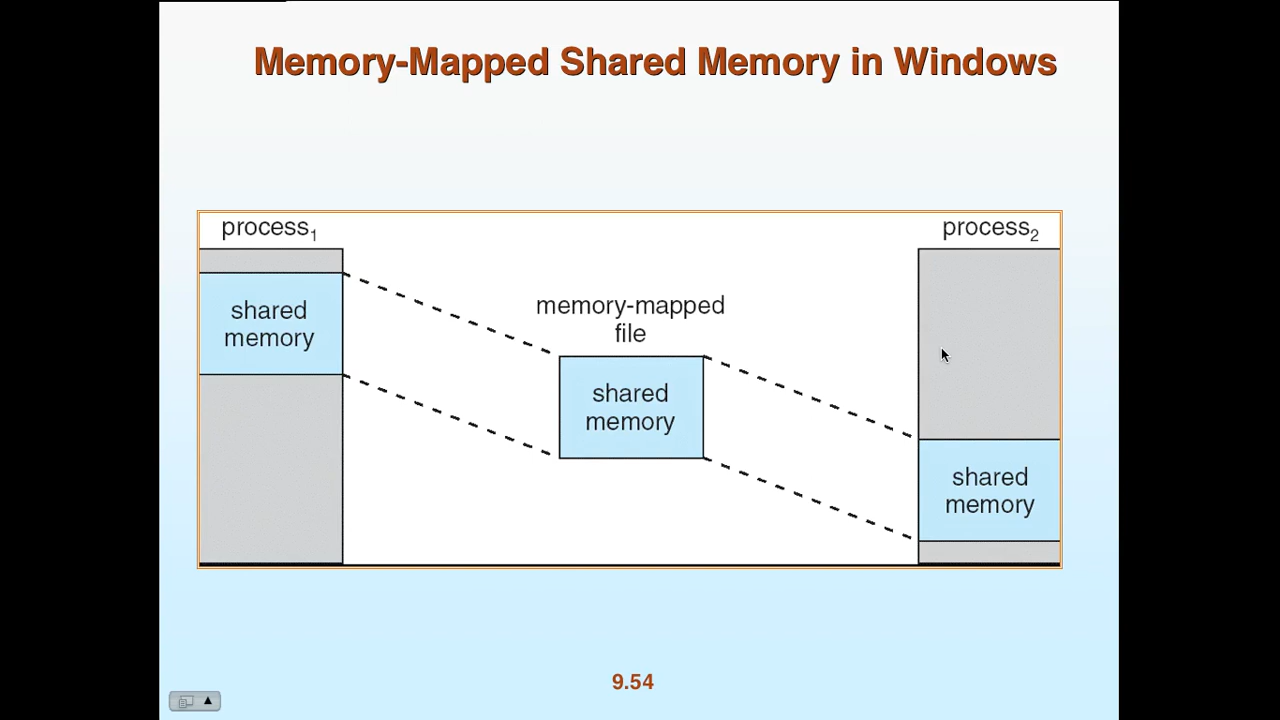 Memory-Mapped Shared Memory in Windows
process1
process2
shared
memory
memory-mapped
file
shared
memory
shared
memory
9.54